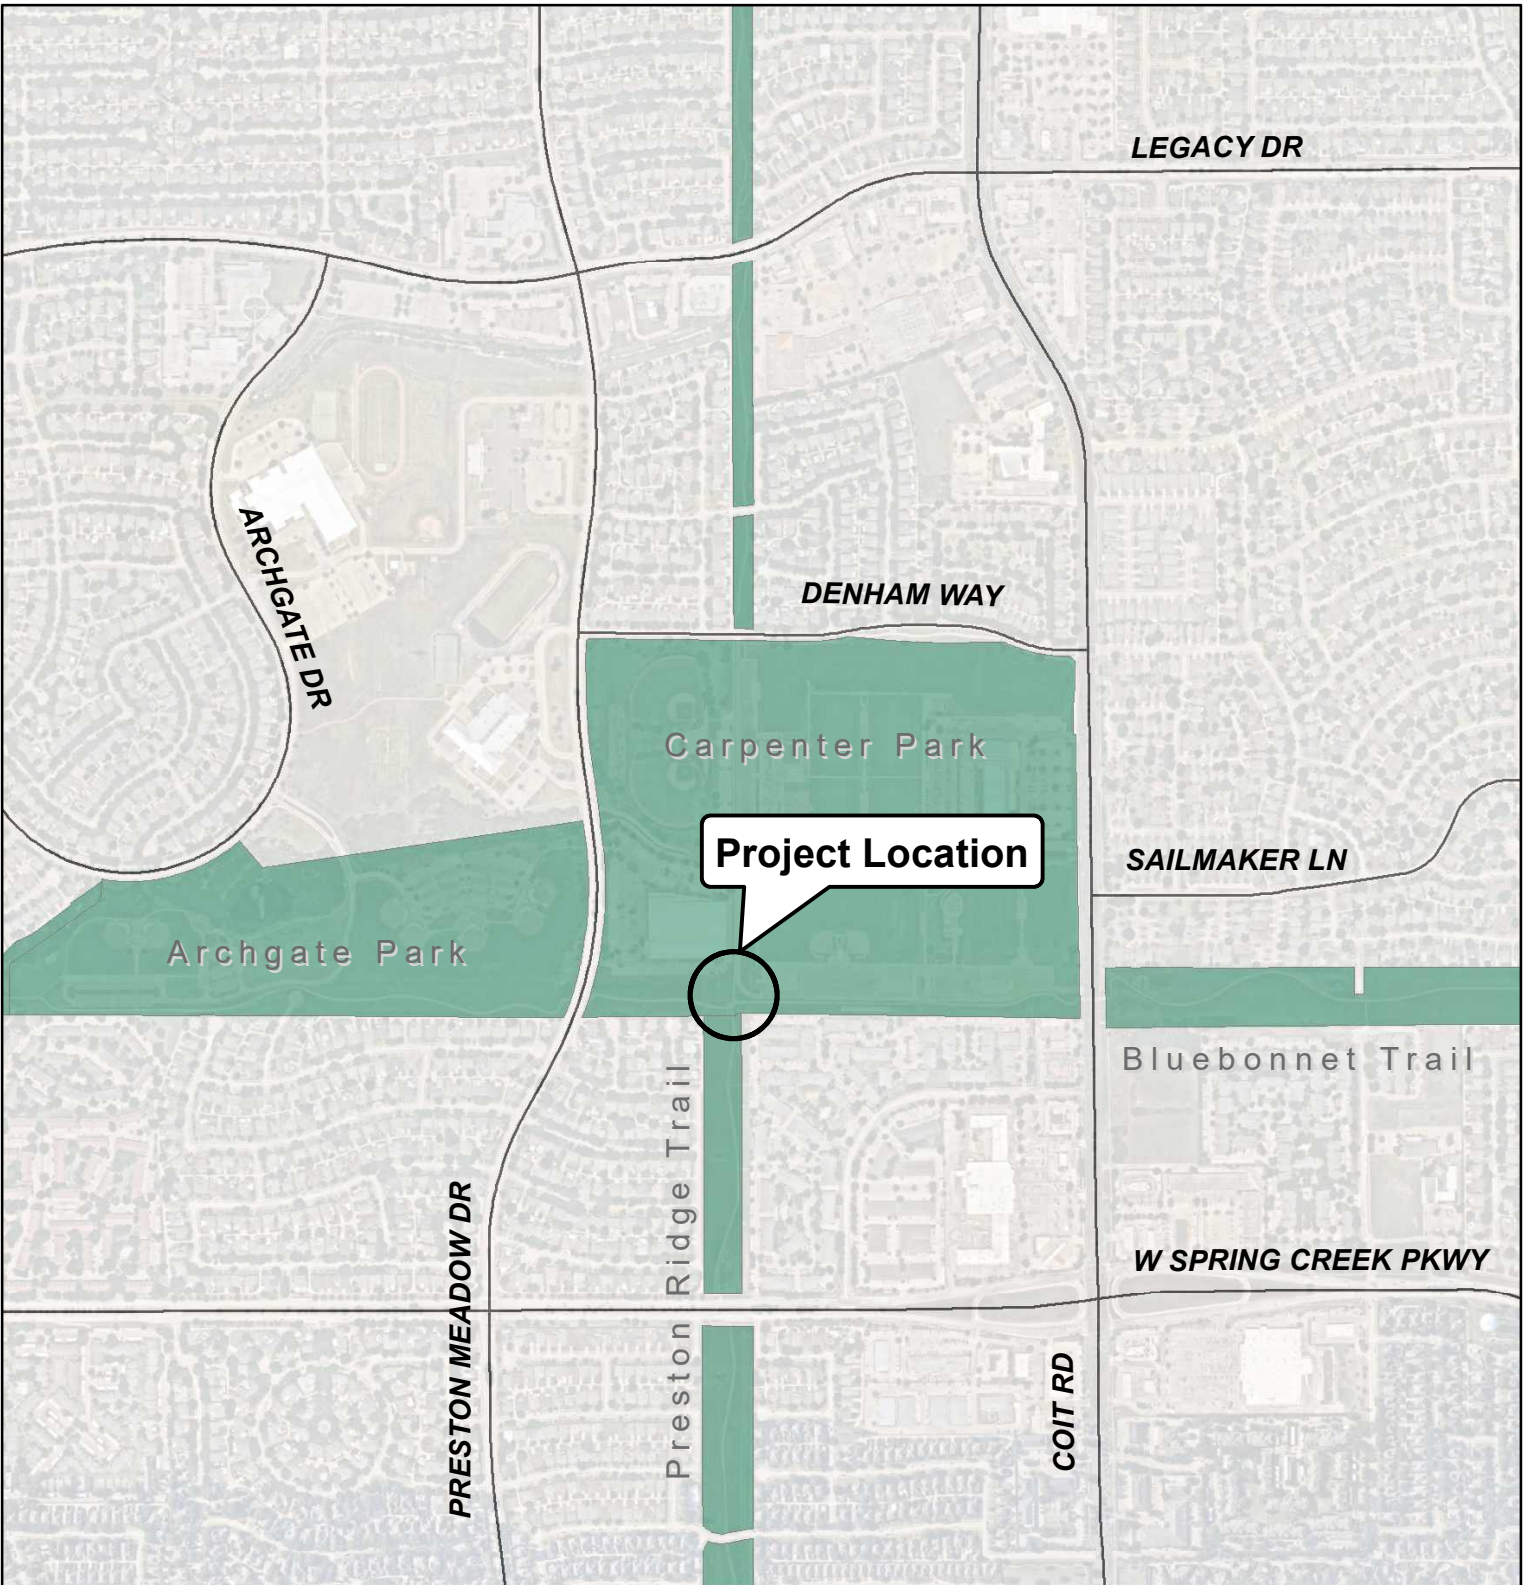 LEGACY DR
ARCHGATE DR
DENHAM WAY
Carpenter Park
Project Location
SAILMAKER LN
Archgate Park
Bluebonnet Trail
Preston Ridge Trail
PRESTON MEADOW DR
W SPRING CREEK PKWY
COIT RD